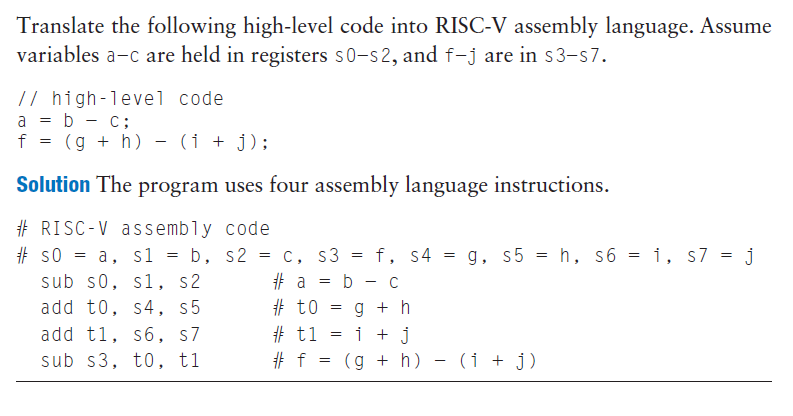 Translate the following high-level code into RISC-V assembly language. Assume
variables a–c are held in registers s0–s2, and f–j are in s3–s7.
// high-level code
a = b − c;
f = (g + h) − (i + j);
Solution The program uses four assembly language instructions.
# RISC-V assembly code
# s0 = a, s1 = b, s2 = c, s3 = f, s4 = g, s5 = h, s6 = i, s7 = j
sub s0, s1, s2 # a = b − c
add t0, s4, s5 # t0 = g + h
add t1, s6, s7 # t1 = i + j
sub s3, t0, t1 # f = (g + h) − (i + j)